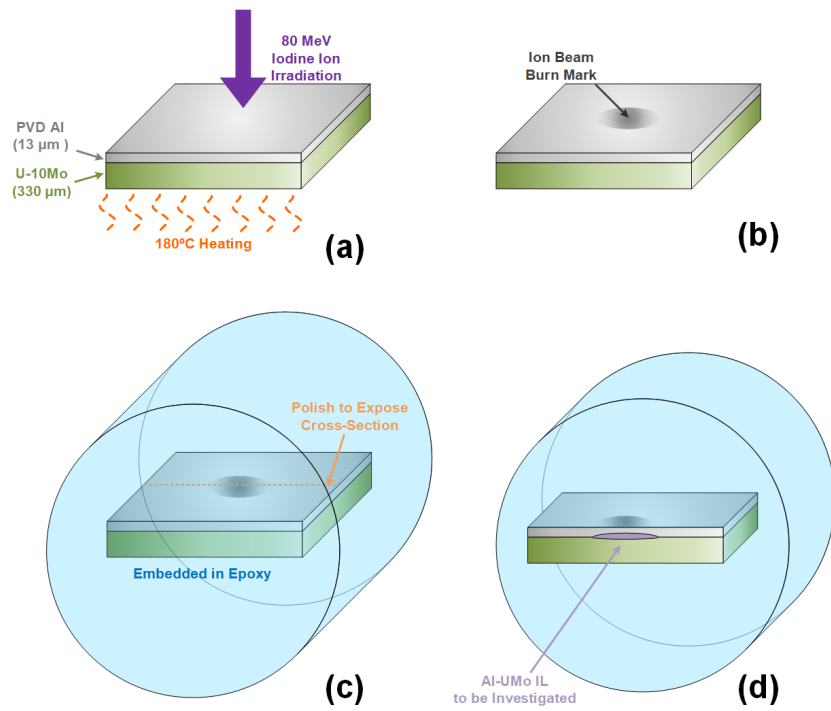 80 MeV
Iodine Ion
Irradiation
PVD Al
(13 µm )
U-10Mo
(330 µm)
180ºC Heating
(a)
Ion Beam
Burn Mark
(b)
Polish to Expose
Cross-Section
Embedded in Epoxy
(c)
Al-UMo IL
to be Investigated
(d)